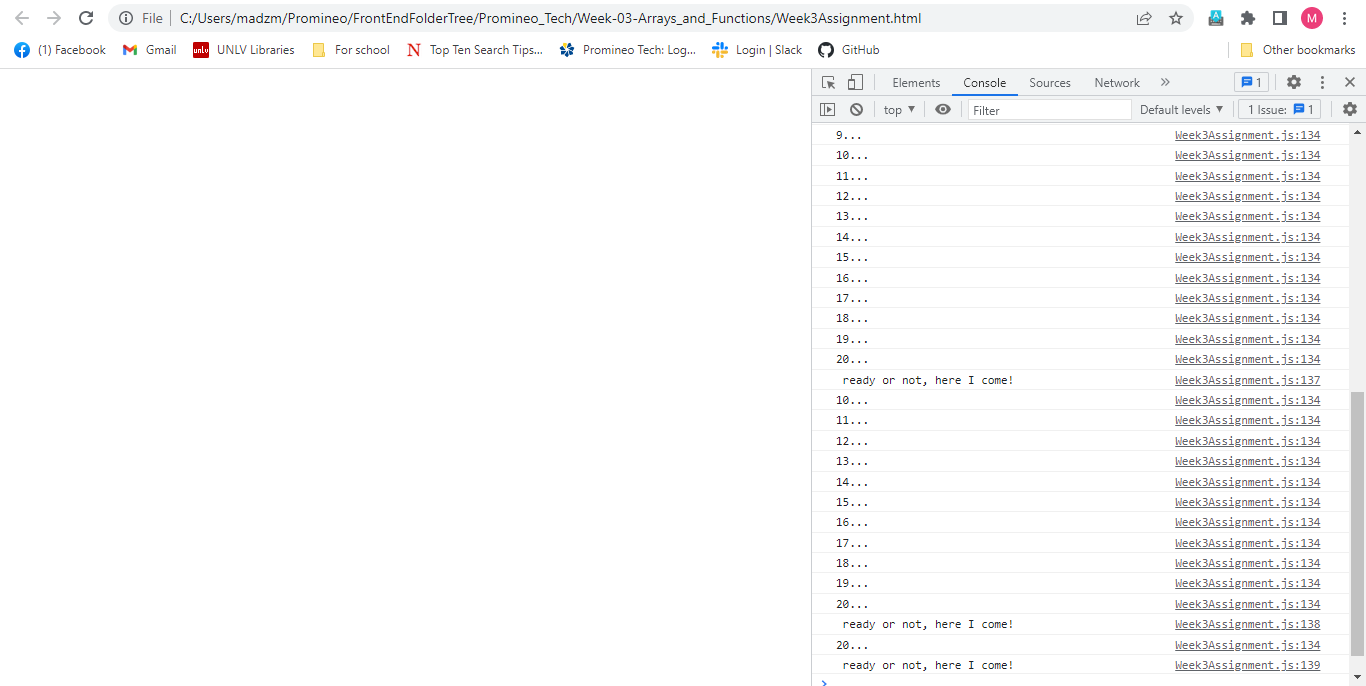 File C:/Users/madzm/Promineo/FrontEndFolderTree/Promineo_Tech/Week-03-Arrays_and_Functions/Week3Assignment.html M
(1) Facebook Gmail unlv UNLV Libraries For school N Top Ten Search Tips... Promineo Tech: Log... Login | Slack GitHub Other bookmarks
Elements Console Sources Network 1
top Filter Default levels 1 Issue: 1
9... Week3Assignment.js:134
10... Week3Assignment.js:134
11... Week3Assignment.js:134
12... Week3Assignment.js:134
13... Week3Assignment.js:134
14... Week3Assignment.js:134
15... Week3Assignment.js:134
16... Week3Assignment.js:134
17... Week3Assignment.js:134
18... Week3Assignment.js:134
19... Week3Assignment.js:134
20... Week3Assignment.js:134
ready or not, here I come! Week3Assignment.js:137
10... Week3Assignment.js:134
11... Week3Assignment.js:134
12... Week3Assignment.js:134
13... Week3Assignment.js:134
14... Week3Assignment.js:134
15... Week3Assignment.js:134
16... Week3Assignment.js:134
17... Week3Assignment.js:134
18... Week3Assignment.js:134
19... Week3Assignment.js:134
20... Week3Assignment.js:134
ready or not, here I come! Week3Assignment.js:138
20... Week3Assignment.js:134
ready or not, here I come! Week3Assignment.js:139